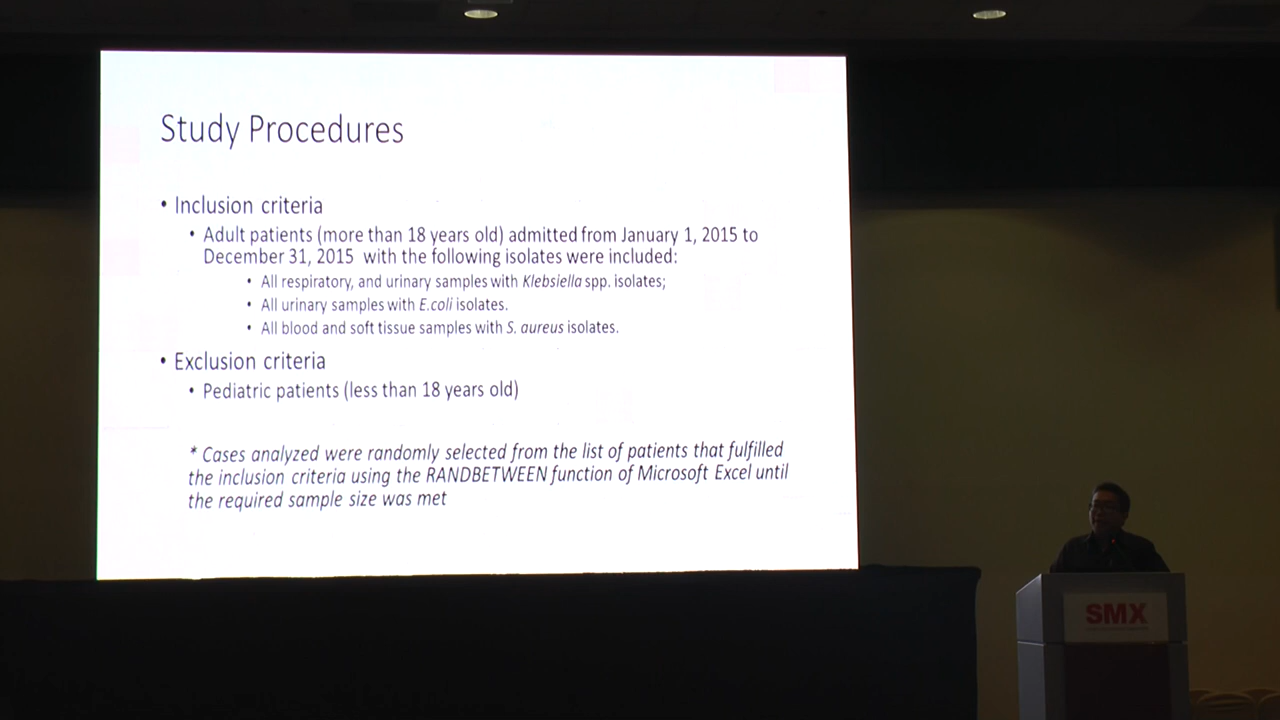 Study Procedures
• Inclusion criteria
• Adult patients (more than 18 years old) admitted from January 1, 2015 to
December 31, 2015 with the following isolates were included:
• All respiratory, and urinary samples with Klebsiella spp. isolates;
• All urinary samples with E.coli isolates.
• All blood and soft tissue samples with S. aureus isolates.
• Exclusion criteria
• Pediatric patients (less than 18 years old)
* Cases analyzed were randomly selected from the list of patients that fulfilled
the inclusion criteria using the RANDBETWEEN function of Microsoft Excel until
the required sample size was met
SMX